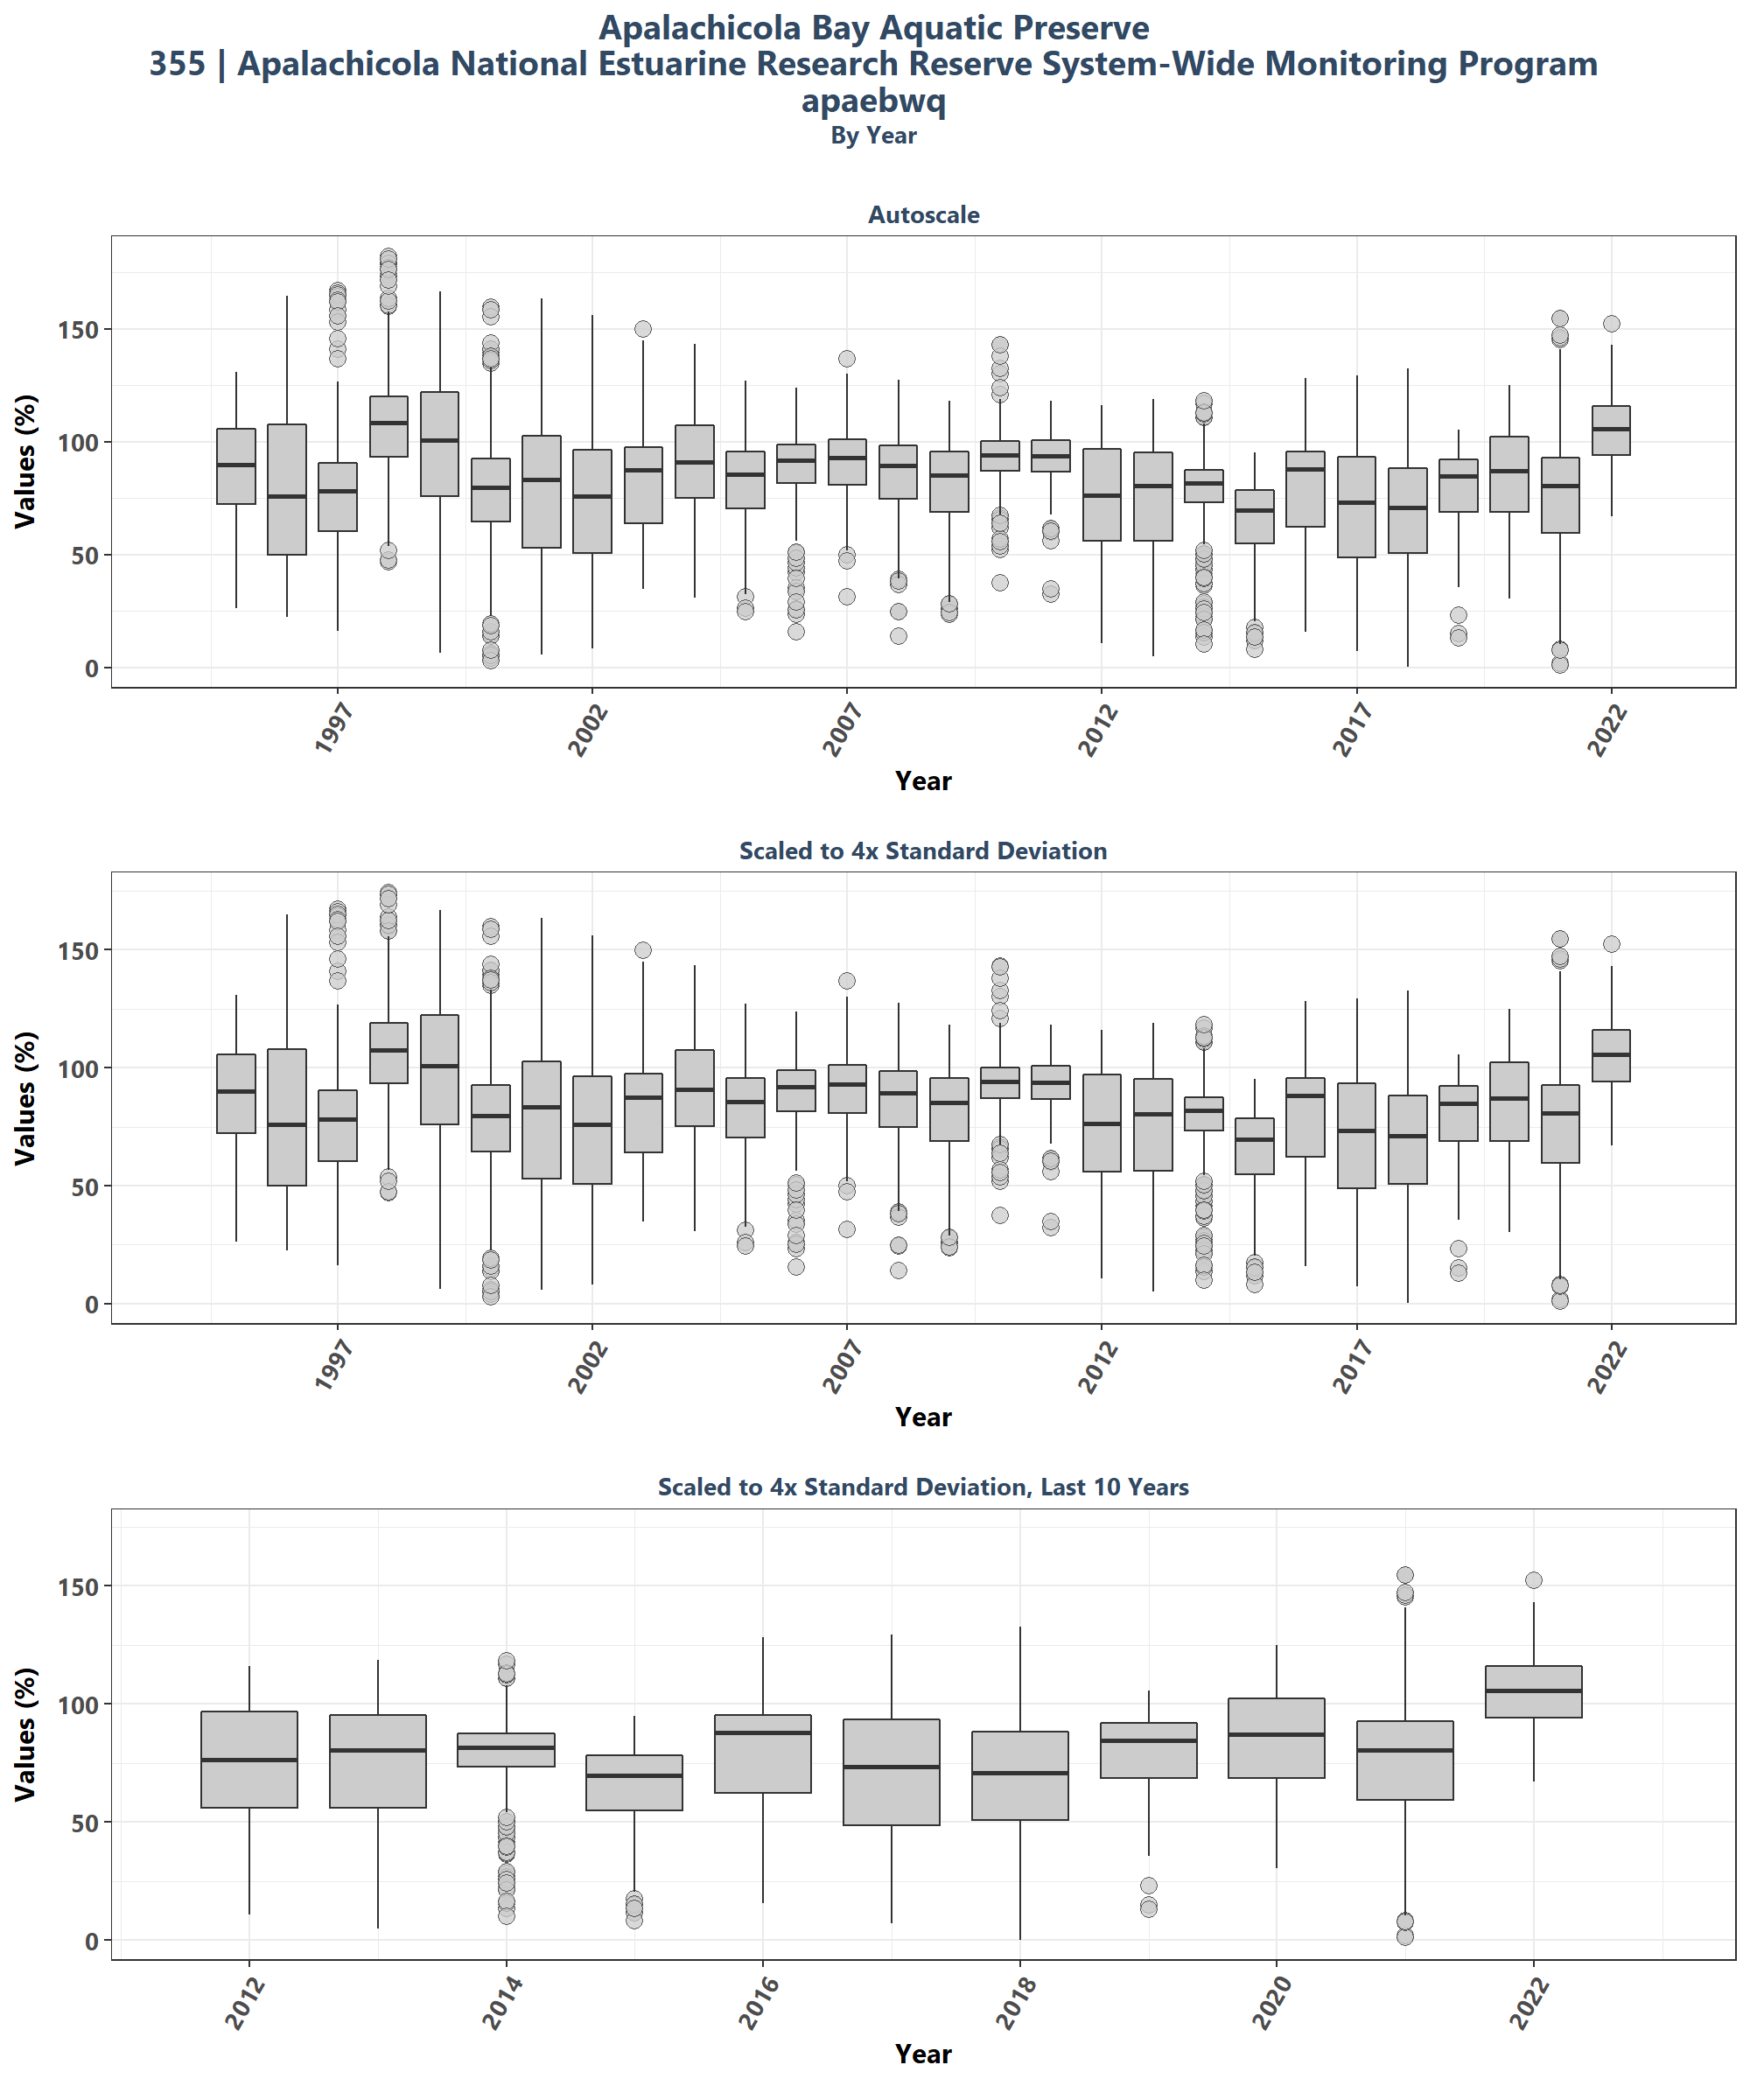 Apalachicola Bay Aquatic Preserve
355 | Apalachicola National Estuarine Research Reserve System-Wide Monitoring Program
apaebwq
By Year
Autoscale
Values (%)
150
100
50
0
1997 2002 2007 2012 2017 2022
Year
Scaled to 4x Standard Deviation
Values (%)
150
100
50
0
1997 2002 2007 2012 2017 2022
Year
Scaled to 4x Standard Deviation, Last 10 Years
Values (%)
150
100
50
0
2012 2014 2016 2018 2020 2022
Year